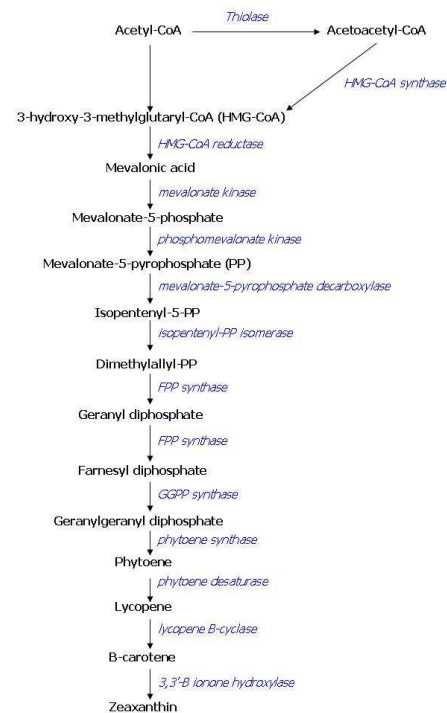 Thiolase
Acetyl-CoA Acetoacetyl-CoA
HMG-CoA synthase
3-hydroxy-3-methylglutaryl-CoA (HMG-CoA)
HMG-CoA reductase
Mevalonic acid
mevalonate kinase
Mevalonate-5-phosphate
phosphomevalonate kinase
Mevalonate-5-pyrophosphate (PP)
mevalonate-5-pyrophosphate decarboxylase
Isopentenyl-5-PP
isopentenyl-PP isomerase
Dimethylallyl-PP
FPP synthase
Geranyl diphosphate
FPP synthase
Farnesyl diphosphate
GGPP synthase
Geranylgeranyl diphosphate
phytoene synthase
Phytoene
phytoene desaturase
Lycopene
lycopene B-cyclase
B-carotene
3,3'-B ionone hydroxylase
Zeaxanthin